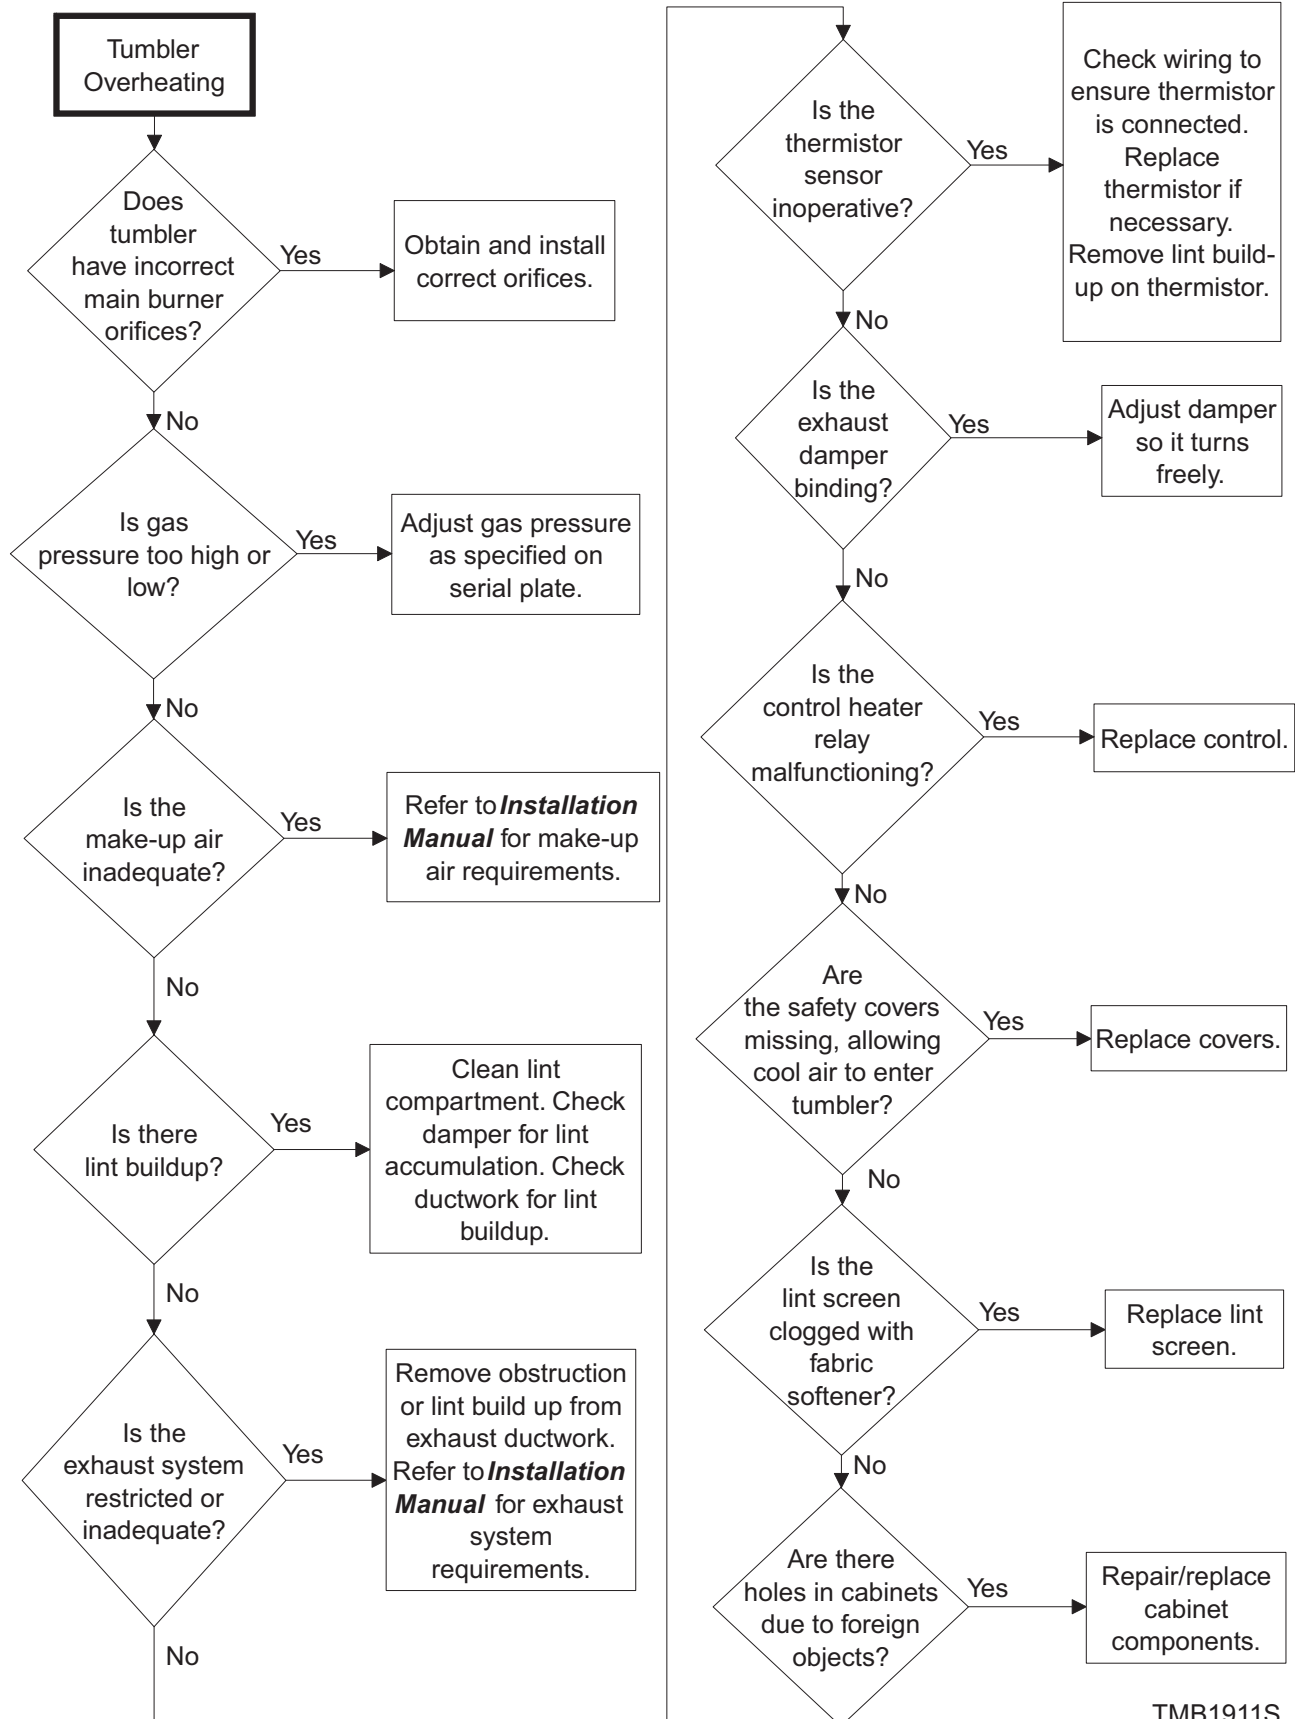 Tumbler
Overheating
Does
tumbler
have incorrect
main burner
orifices?
Yes
Obtain and install
correct orifices.
No
Is gas
pressure too high or
low?
Yes
Adjust gas pressure
as specified on
serial plate.
No
Is the
make-up air
inadequate?
Yes
Refer to Installation
Manual for make-up
air requirements.
No
Is there
lint buildup?
Yes
Clean lint
compartment. Check
damper for lint
accumulation. Check
ductwork for lint
buildup.
No
Is the
exhaust system
restricted or
inadequate?
Yes
Remove obstruction
or lint build up from
exhaust ductwork.
Refer to Installation
Manual for exhaust
system
requirements.
No
Is the
thermistor
sensor
inoperative?
Yes
Check wiring to
ensure thermistor
is connected.
Replace
thermistor if
necessary.
Remove lint build-
up on thermistor.
No
Is the
exhaust
damper
binding?
Yes
Adjust damper
so it turns
freely.
No
Is the
control heater
relay
malfunctioning?
Yes
Replace control.
No
Are
the safety covers
missing, allowing
cool air to enter
tumbler?
Yes
Replace covers.
No
Is the
lint screen
clogged with
fabric
softener?
Yes
Replace lint
screen.
No
Are there
holes in cabinets
due to foreign
objects?
Yes
Repair/replace
cabinet
components.
TMB1911S